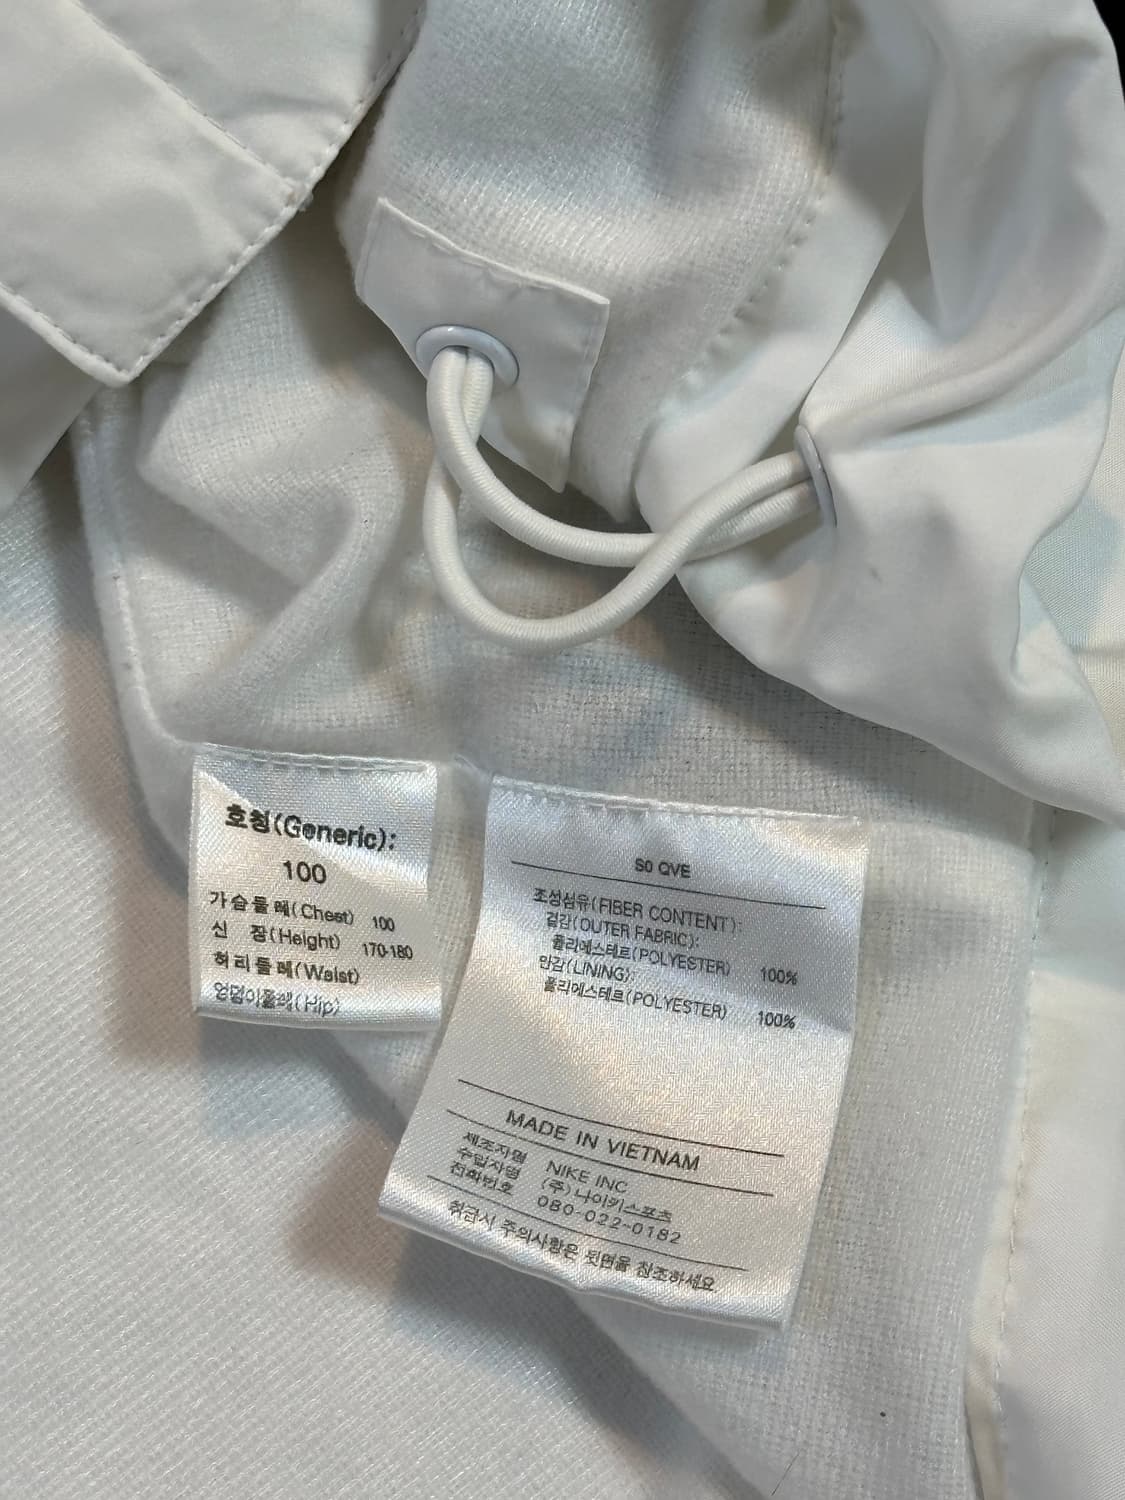 호칭(Generic):
100
가슴둘레(Chest) 100
신 장(Height) 170-180
허리둘레(Waist)
엉덩이둘레(Hip)
S0 QVE
조성섬유(FIBER CONTENT):
겉감(OUTER FABRIC):
폴리에스테르(POLYESTER) 100%
안감(LINING):
폴리에스테르(POLYESTER) 100%
MADE IN VIETNAM
제조자명 NIKE INC
수입자명 (주)나이키스포츠
전화번호 080-022-0182
취급시 주의사항은 뒷면을 참조하세요